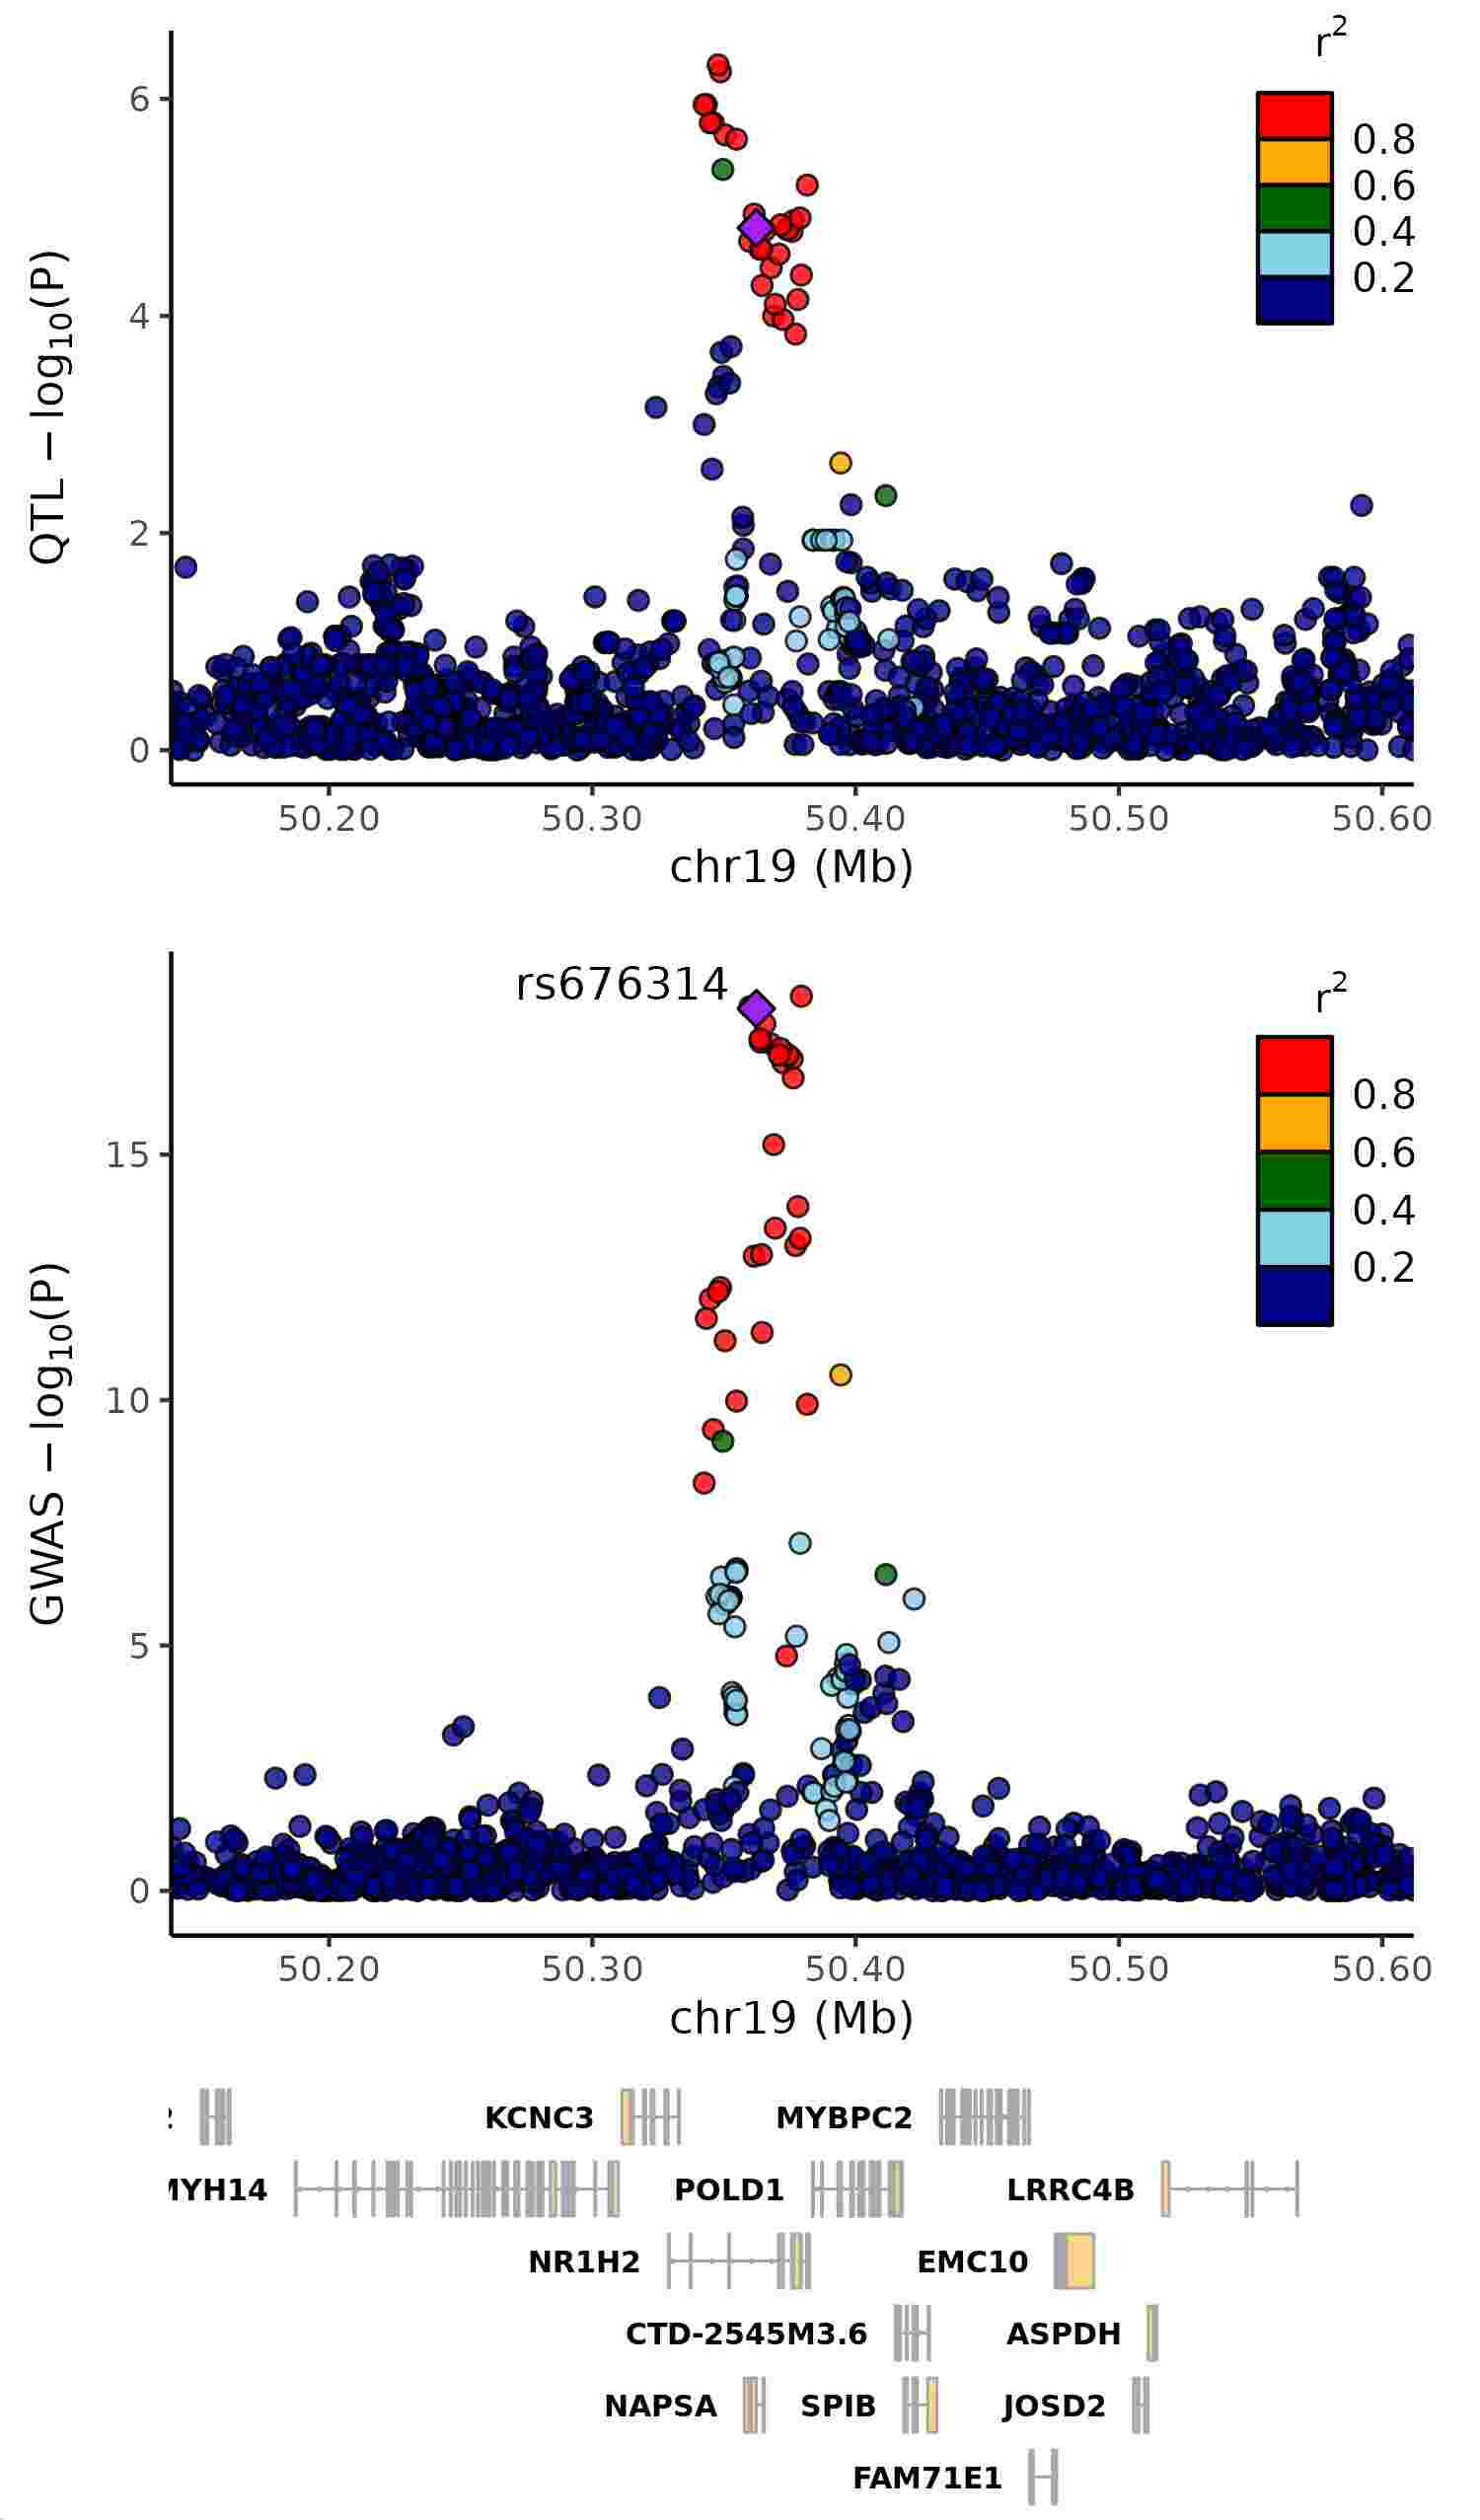 r2
6
0.8
0.6
0.4
0.2
4
2
0
QTL −log10(P)
50.20 50.30 50.40 50.50 50.60
chr19 (Mb)
rs676314
r2
0.8
0.6
0.4
0.2
15
10
5
0
GWAS −log10(P)
50.20 50.30 50.40 50.50 50.60
chr19 (Mb)
KCNC3 MYBPC2
MYH14 POLD1 LRRC4B
NR1H2 EMC10
CTD-2545M3.6 ASPDH
NAPSA SPIB JOSD2
FAM71E1